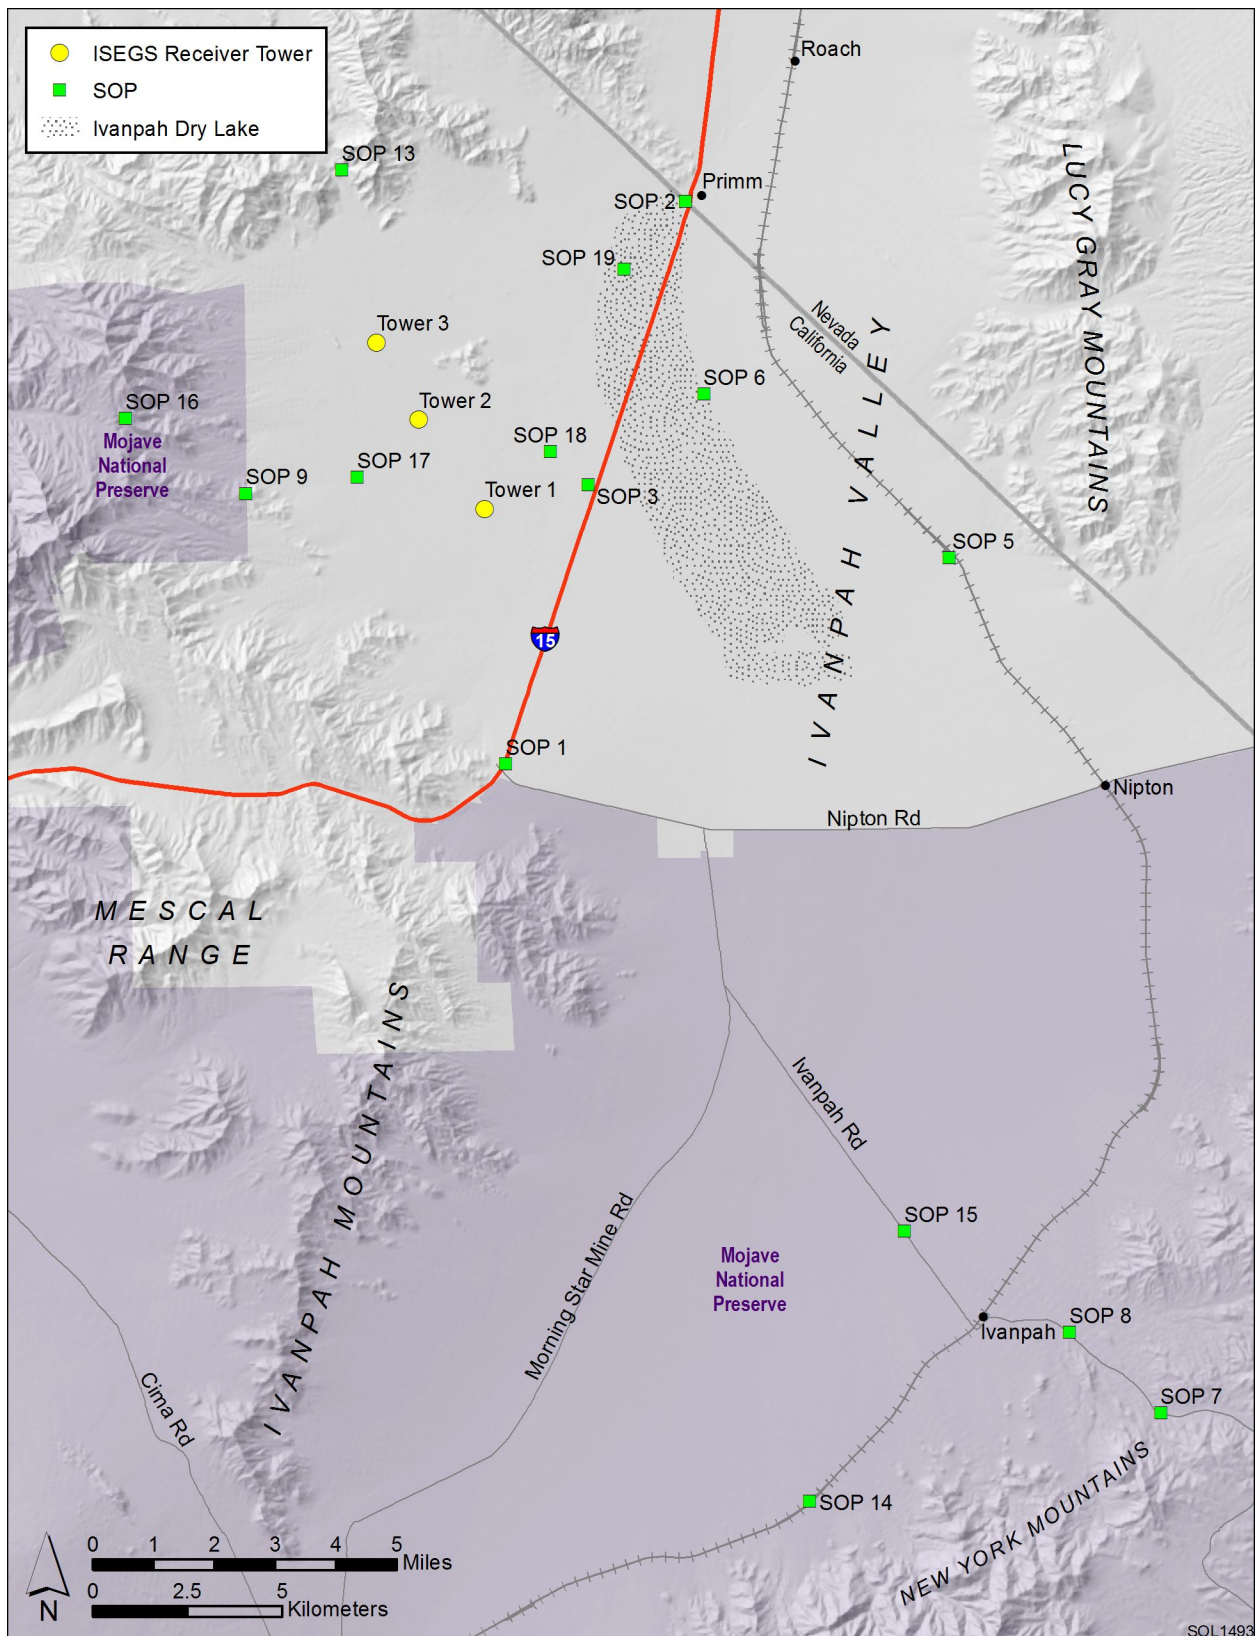 ISEGS Receiver Tower
SOP
Ivanpah Dry Lake
Roach
SOP 13
Primm
SOP 2
LUCY GRAY MOUNTAINS
SOP 19
Nevada
California
Tower 3
IVANPAH VALLEY
SOP 6
SOP 16
Tower 2
Mojave
National
Preserve
SOP 18
SOP 9
SOP 17
Tower 1
SOP 3
SOP 5
15
SOP 1
Nipton
Nipton Rd
MESCAL
RANGE
IVANPAH MOUNTAINS
Ivanpah Rd
SOP 15
Morning Star Mine Rd
Mojave
National
Preserve
SOP 8
Ivanpah
Cima Rd
SOP 7
SOP 14
NEW YORK MOUNTAINS
0 1 2 3 4 5
Miles
0 2.5 5
Kilometers
N
SOL1493